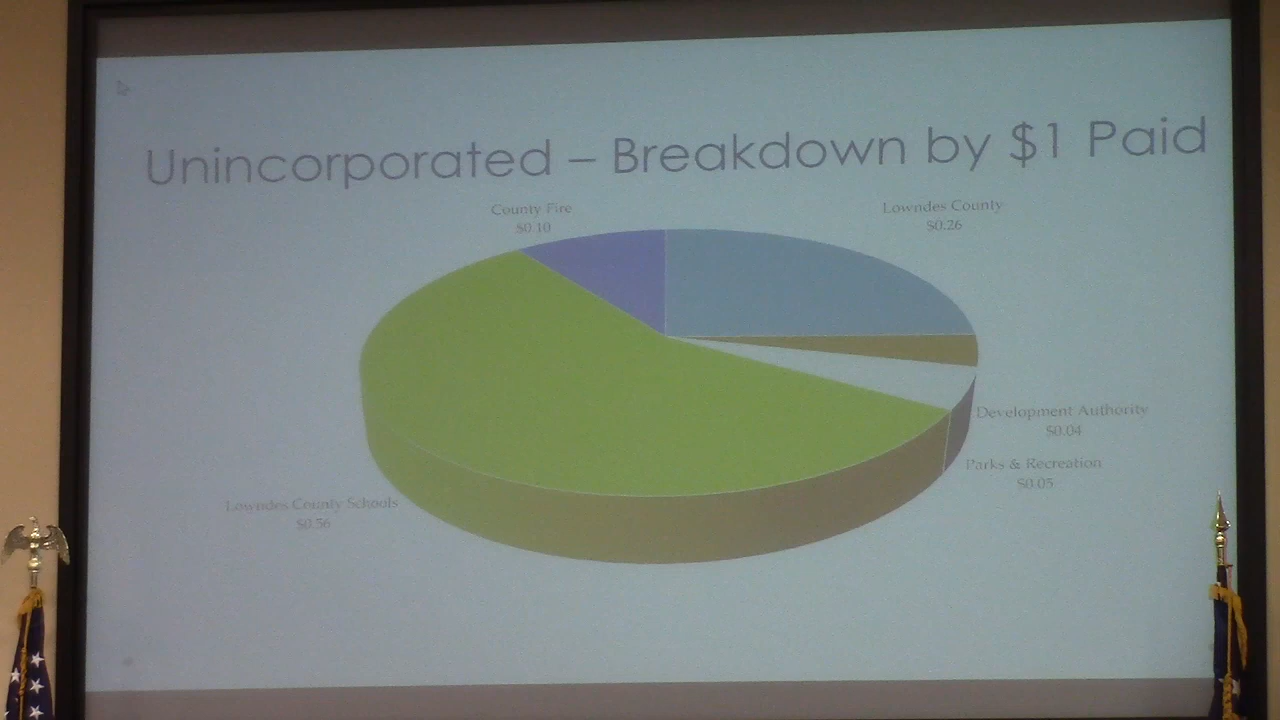 Unincorporated – Breakdown by $1 Paid
County Fire
$0.10
Lowndes County
$0.26
Development Authority
$0.04
Parks & Recreation
$0.05
Lowndes County Schools
$0.56